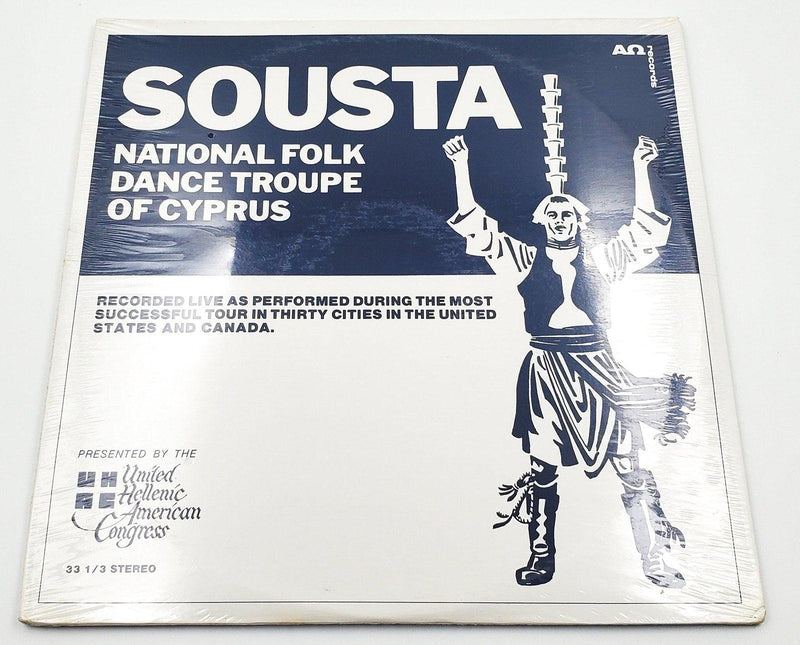 SOUSTA
NATIONAL FOLK
DANCE TROUPE
OF CYPRUS
ΑΩ records
RECORDED LIVE AS PERFORMED DURING THE MOST
SUCCESSFUL TOUR IN THIRTY CITIES IN THE UNITED
STATES AND CANADA.
PRESENTED BY THE
United
Hellenic
American
Congress
33 1/3 STEREO